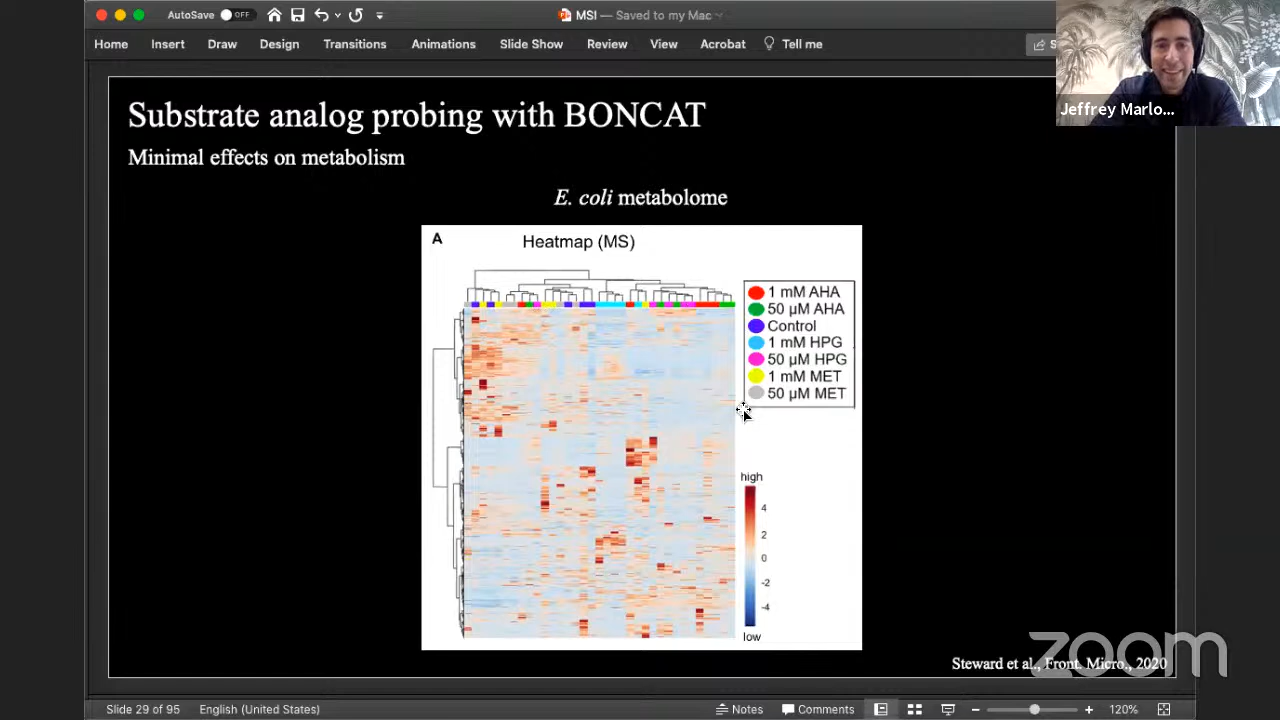 AutoSave OFF MSI — Saved to my Mac
Home Insert Draw Design Transitions Animations Slide Show Review View Acrobat Tell me
Jeffrey Marlo...
Substrate analog probing with BONCAT
Minimal effects on metabolism
E. coli metabolome
A Heatmap (MS)
1 mM AHA
50 µM AHA
Control
1 mM HPG
50 µM HPG
1 mM MET
50 µM MET
high
4
2
0
-2
-4
low
zoom
Steward et al., Front. Micro., 2020
Slide 29 of 95 English (United States) Notes Comments 120%